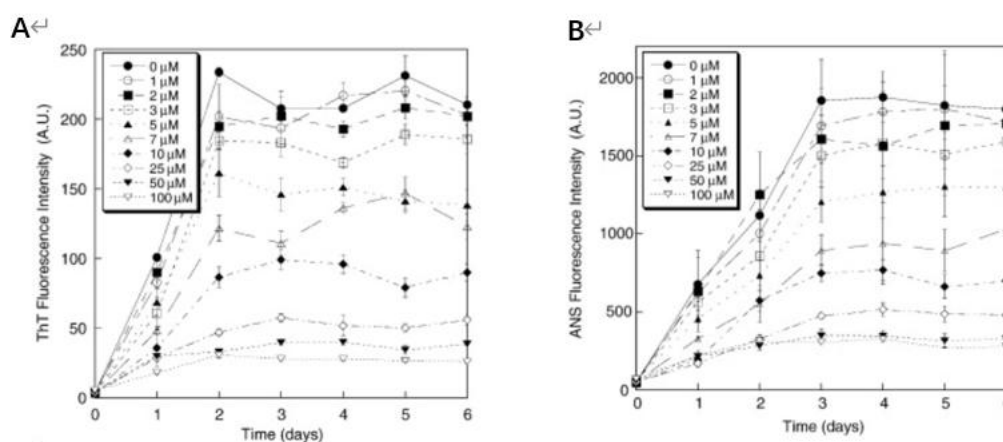 A↵
250
200
150
100
50
0
ThT Fluorescence Intensity (A.U.)
0 µM
1 µM
2 µM
3 µM
5 µM
7 µM
10 µM
25 µM
50 µM
100 µM
0 1 2 3 4 5 6
Time (days)
B↵
2000
1500
1000
500
0
ANS Fluorescence Intensity (A.U.)
0 µM
1 µM
2 µM
3 µM
5 µM
7 µM
10 µM
25 µM
50 µM
100 µM
0 1 2 3 4 5 6
Time (days)